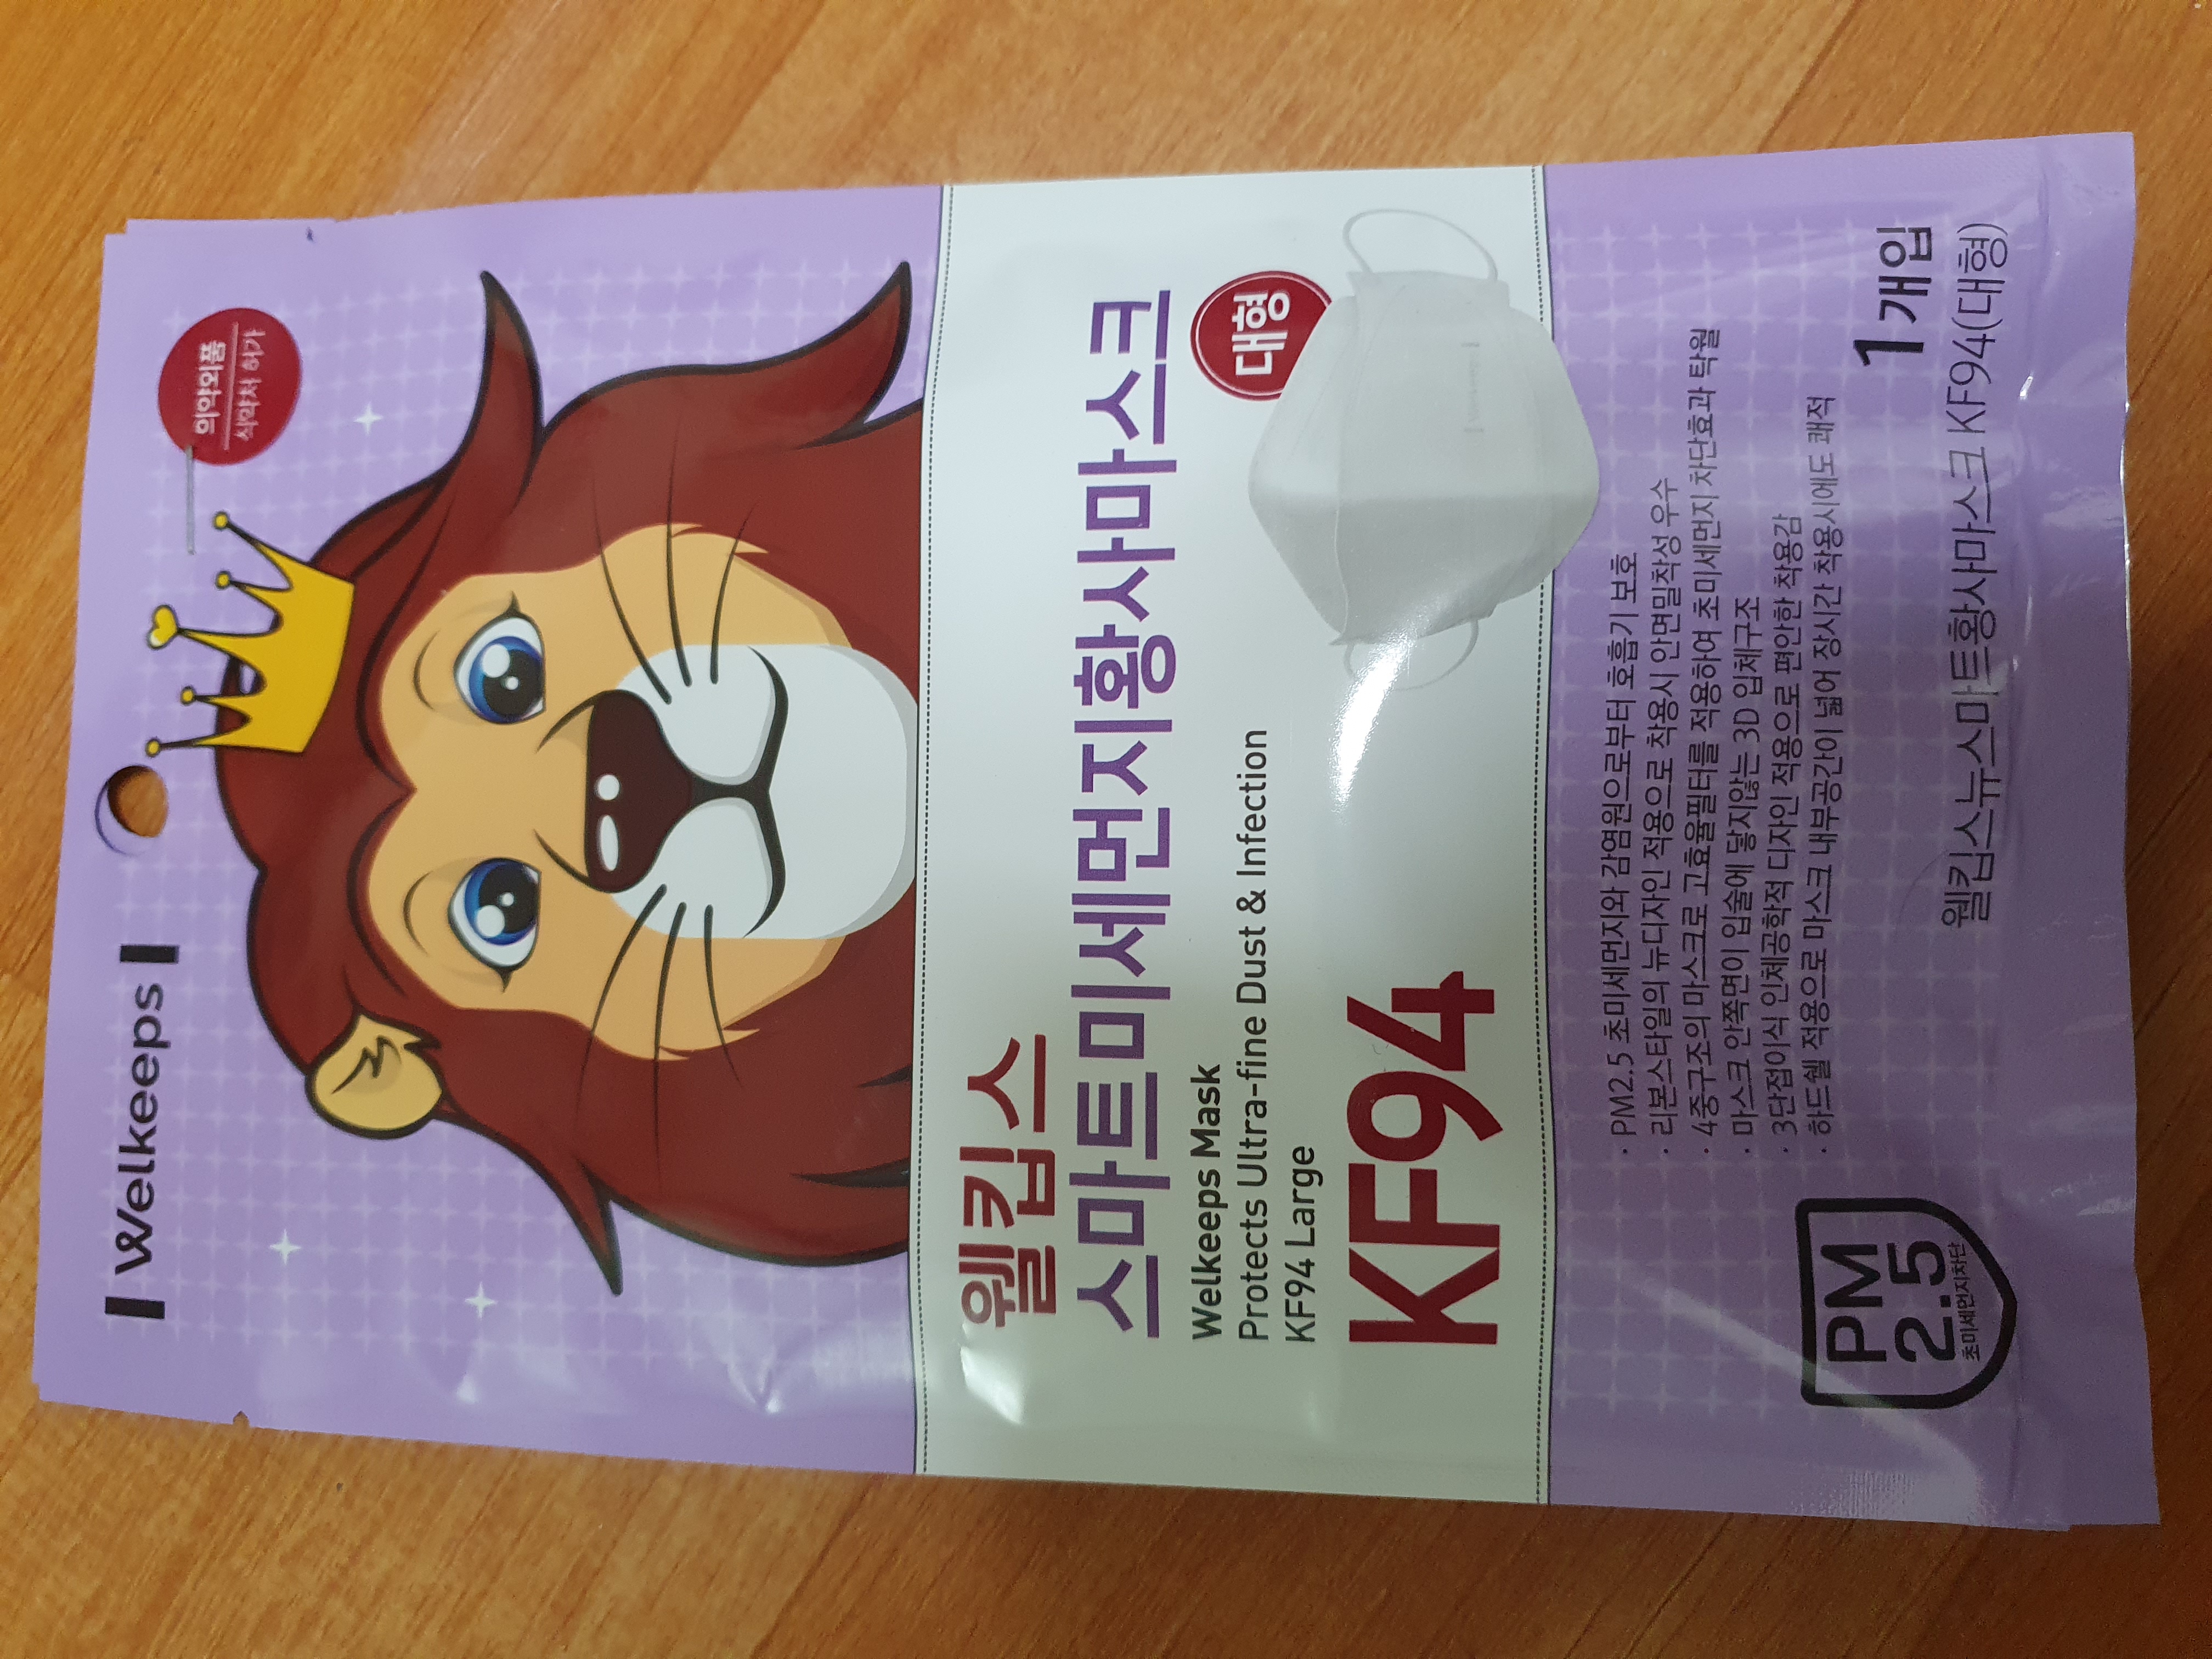 Welkeeps
의약외품
식약처 허가
웰킵스
스마트미세먼지황사마스크
Welkeeps Mask
Protects Ultra-fine Dust & Infection
KF94 Large
대형
KF94
· PM2.5 초미세먼지와 감염원으로부터 호흡기 보호
· 리본스타일의 뉴디자인 적용으로 착용시 안면밀착성 우수
· 4중구조의 마스크로 고효율필터를 적용하여 초미세먼지 차단효과 탁월
· 마스크 안쪽면이 입술에 닿지않는 3D 입체구조
· 3단접이식 인체공학적 디자인 적용으로 편안한 착용감
· 하드쉘 적용으로 마스크 내부공간이 넓어 장시간 착용시에도 쾌적
PM
2.5
초미세먼지차단
1개입
웰킵스뉴스마트황사마스크 KF94(대형)